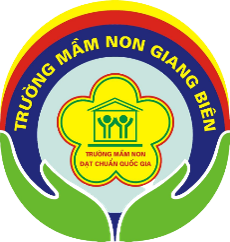 TRƯỜNG MẦM NON GIANG BIÊN
TRƯỜNG MẦM NON
ĐẠT CHUẨN QUỐC GIA